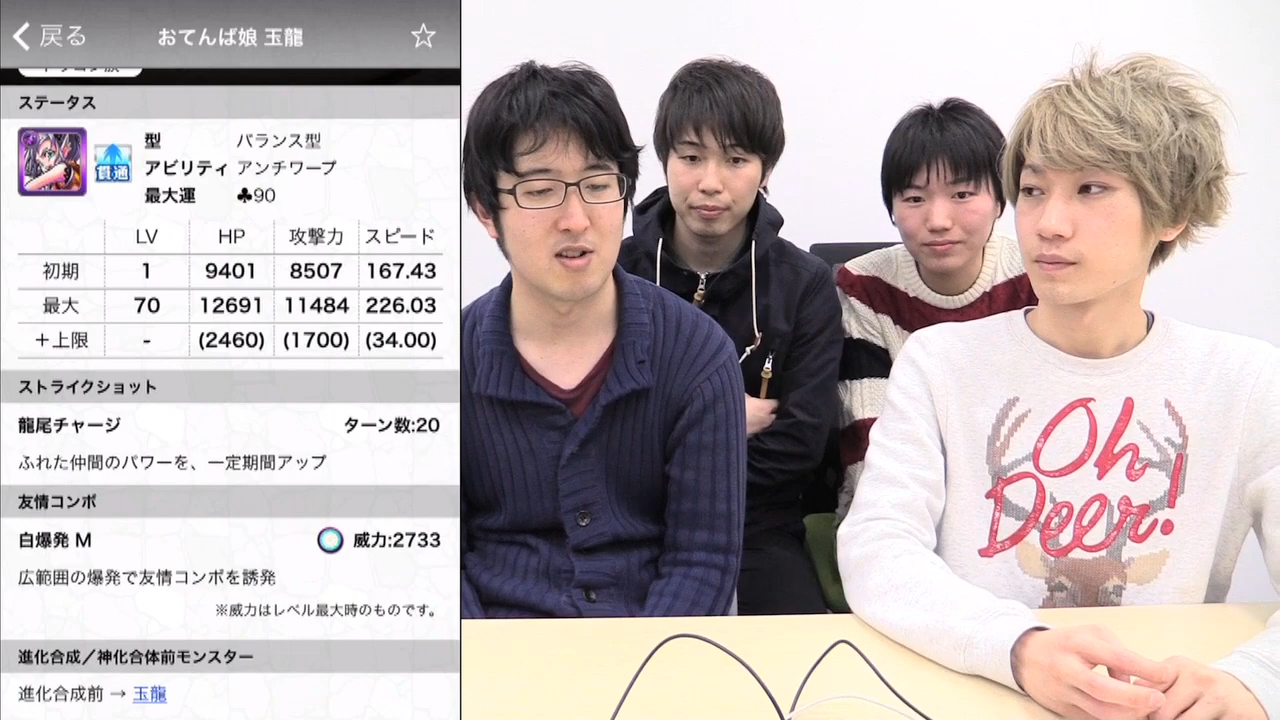 戻る
おてんば娘 玉龍
ステータス
貫通
型 バランス型
アビリティ アンチワープ
最大運 ♣90
LV HP 攻撃力 スピード
初期 1 9401 8507 167.43
最大 70 12691 11484 226.03
＋上限 - (2460) (1700) (34.00)
ストライクショット
龍尾チャージ ターン数:20
ふれた仲間のパワーを、一定期間アップ
友情コンボ
白爆発 M 威力:2733
広範囲の爆発で友情コンボを誘発
※威力はレベル最大時のものです。
進化合成／神化合体前モンスター
進化合成前 → 玉龍
Oh
Deer!